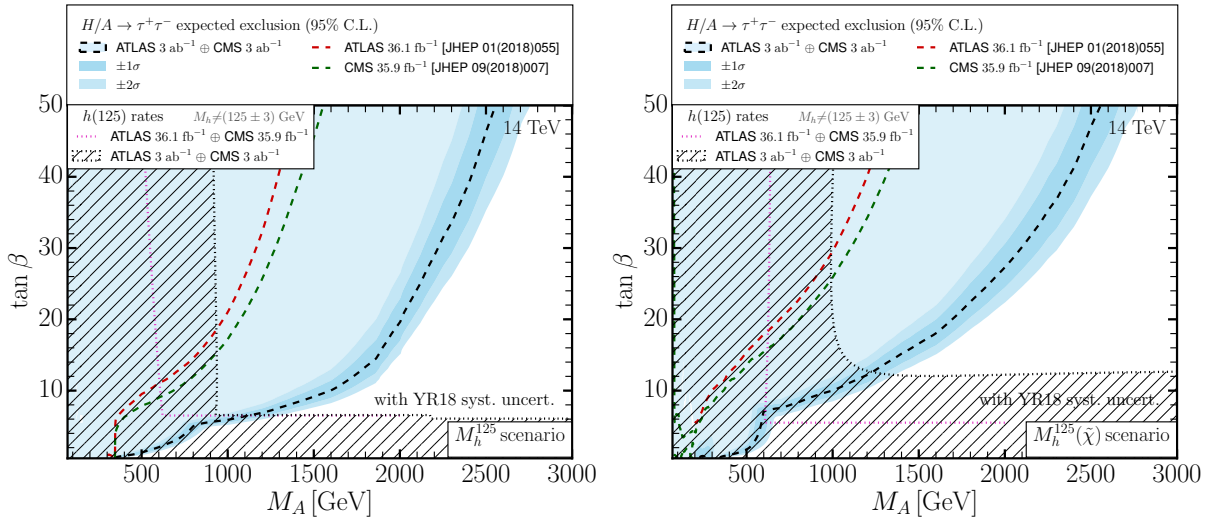 H/A → τ⁺τ⁻ expected exclusion (95% C.L.)
ATLAS 3 ab⁻¹ ⊕ CMS 3 ab⁻¹
±1σ
±2σ
ATLAS 36.1 fb⁻¹ [JHEP 01(2018)055]
CMS 35.9 fb⁻¹ [JHEP 09(2018)007]
h(125) rates
M_h≠(125 ± 3) GeV
ATLAS 36.1 fb⁻¹ ⊕ CMS 35.9 fb⁻¹
ATLAS 3 ab⁻¹ ⊕ CMS 3 ab⁻¹
14 TeV
50
40
30
20
10
tan β
with YR18 syst. uncert.
M_h^125 scenario
500 1000 1500 2000 2500 3000
M_A [GeV]
H/A → τ⁺τ⁻ expected exclusion (95% C.L.)
ATLAS 3 ab⁻¹ ⊕ CMS 3 ab⁻¹
±1σ
±2σ
ATLAS 36.1 fb⁻¹ [JHEP 01(2018)055]
CMS 35.9 fb⁻¹ [JHEP 09(2018)007]
h(125) rates
M_h≠(125 ± 3) GeV
ATLAS 36.1 fb⁻¹ ⊕ CMS 35.9 fb⁻¹
ATLAS 3 ab⁻¹ ⊕ CMS 3 ab⁻¹
14 TeV
50
40
30
20
10
tan β
with YR18 syst. uncert.
M_h^125(χ̃) scenario
500 1000 1500 2000 2500 3000
M_A [GeV]